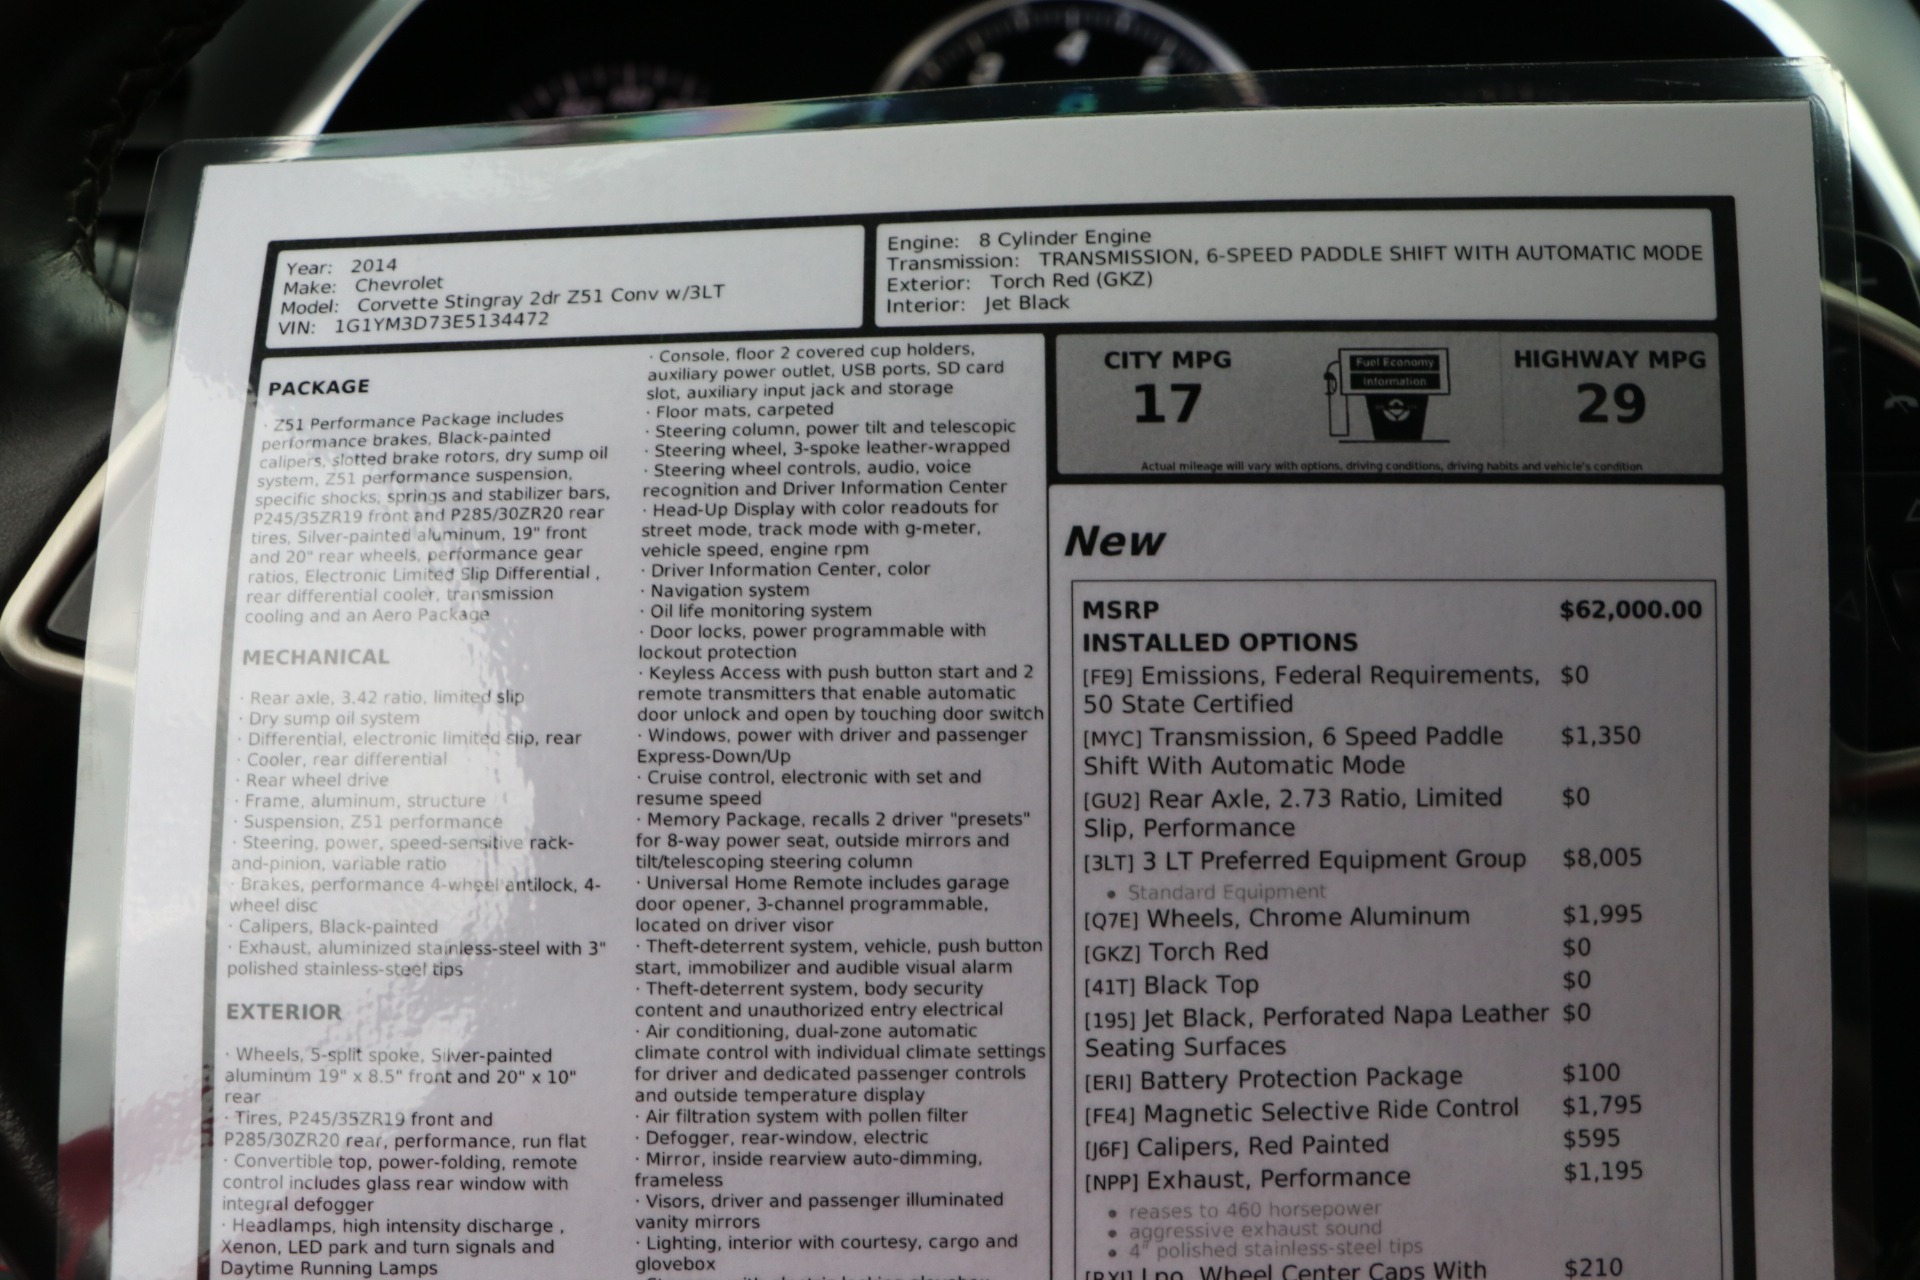 3 4 5
Year: 2014
Make: Chevrolet
Model: Corvette Stingray 2dr Z51 Conv w/3LT
VIN: 1G1YM3D73E5134472
Engine: 8 Cylinder Engine
Transmission: TRANSMISSION, 6-SPEED PADDLE SHIFT WITH AUTOMATIC MODE
Exterior: Torch Red (GKZ)
Interior: Jet Black
PACKAGE
· Z51 Performance Package includes
performance brakes, Black-painted
calipers, slotted brake rotors, dry sump oil
system, Z51 performance suspension,
specific shocks, springs and stabilizer bars,
P245/35ZR19 front and P285/30ZR20 rear
tires, Silver-painted aluminum, 19" front
and 20" rear wheels, performance gear
ratios, Electronic Limited Slip Differential ,
rear differential cooler, transmission
cooling and an Aero Package
MECHANICAL
· Rear axle, 3.42 ratio, limited slip
· Dry sump oil system
· Differential, electronic limited slip, rear
· Cooler, rear differential
· Rear wheel drive
· Frame, aluminum, structure
· Suspension, Z51 performance
· Steering, power, speed-sensitive rack-
and-pinion, variable ratio
· Brakes, performance 4-wheel antilock, 4-
wheel disc
· Calipers, Black-painted
· Exhaust, aluminized stainless-steel with 3"
polished stainless-steel tips
EXTERIOR
· Wheels, 5-split spoke, Silver-painted
aluminum 19" x 8.5" front and 20" x 10"
rear
· Tires, P245/35ZR19 front and
P285/30ZR20 rear, performance, run flat
· Convertible top, power-folding, remote
control includes glass rear window with
integral defogger
· Headlamps, high intensity discharge ,
Xenon, LED park and turn signals and
Daytime Running Lamps
· Console, floor 2 covered cup holders,
auxiliary power outlet, USB ports, SD card
slot, auxiliary input jack and storage
· Floor mats, carpeted
· Steering column, power tilt and telescopic
· Steering wheel, 3-spoke leather-wrapped
· Steering wheel controls, audio, voice
recognition and Driver Information Center
· Head-Up Display with color readouts for
street mode, track mode with g-meter,
vehicle speed, engine rpm
· Driver Information Center, color
· Navigation system
· Oil life monitoring system
· Door locks, power programmable with
lockout protection
· Keyless Access with push button start and 2
remote transmitters that enable automatic
door unlock and open by touching door switch
· Windows, power with driver and passenger
Express-Down/Up
· Cruise control, electronic with set and
resume speed
· Memory Package, recalls 2 driver "presets"
for 8-way power seat, outside mirrors and
tilt/telescoping steering column
· Universal Home Remote includes garage
door opener, 3-channel programmable,
located on driver visor
· Theft-deterrent system, vehicle, push button
start, immobilizer and audible visual alarm
· Theft-deterrent system, body security
content and unauthorized entry electrical
· Air conditioning, dual-zone automatic
climate control with individual climate settings
for driver and dedicated passenger controls
and outside temperature display
· Air filtration system with pollen filter
· Defogger, rear-window, electric
· Mirror, inside rearview auto-dimming,
frameless
· Visors, driver and passenger illuminated
vanity mirrors
· Lighting, interior with courtesy, cargo and
glovebox
CITY MPG
17
Fuel Economy
Information
HIGHWAY MPG
29
Actual mileage will vary with options, driving conditions, driving habits and vehicle's condition
New
MSRP $62,000.00
INSTALLED OPTIONS
[FE9] Emissions, Federal Requirements, $0
50 State Certified
[MYC] Transmission, 6 Speed Paddle $1,350
Shift With Automatic Mode
[GU2] Rear Axle, 2.73 Ratio, Limited $0
Slip, Performance
[3LT] 3 LT Preferred Equipment Group $8,005
• Standard Equipment
[Q7E] Wheels, Chrome Aluminum $1,995
[GKZ] Torch Red $0
[41T] Black Top $0
[195] Jet Black, Perforated Napa Leather $0
Seating Surfaces
[ERI] Battery Protection Package $100
[FE4] Magnetic Selective Ride Control $1,795
[J6F] Calipers, Red Painted $595
[NPP] Exhaust, Performance $1,195
• reases to 460 horsepower
• aggressive exhaust sound
• 4" polished stainless-steel tips
Lpo, Wheel Center Caps With $210